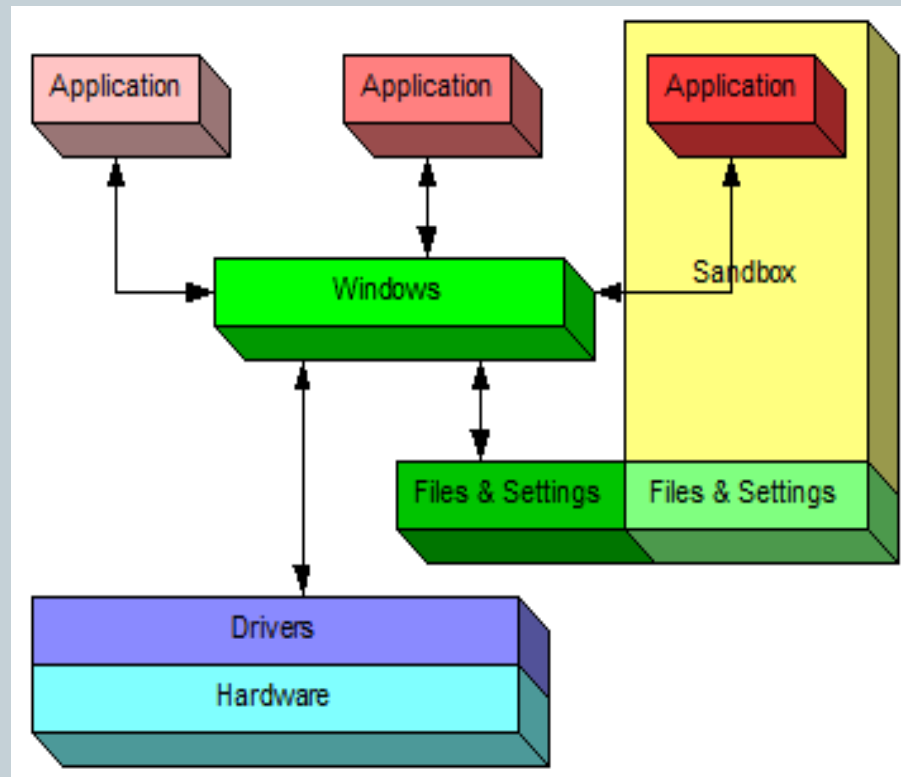 Application
Application
Application
Sandbox
Windows
Files & Settings
Files & Settings
Drivers
Hardware